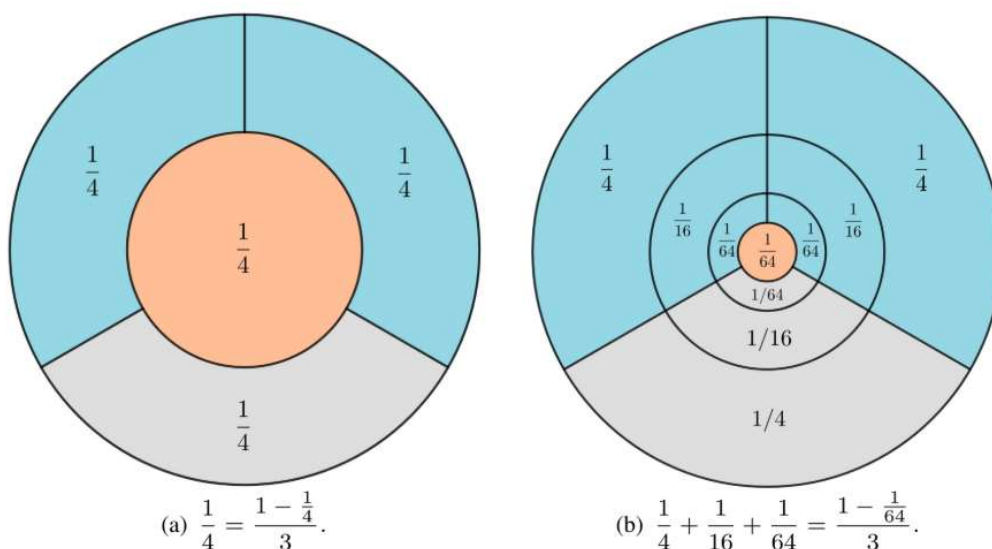 1/4 1/4
1/4
1/4
(a) 1/4 = (1 − 1/4)/3.
1/4 1/4
1/16 1/16
1/64 1/64 1/64
1/64
1/16
1/4
(b) 1/4 + 1/16 + 1/64 = (1 − 1/64)/3.